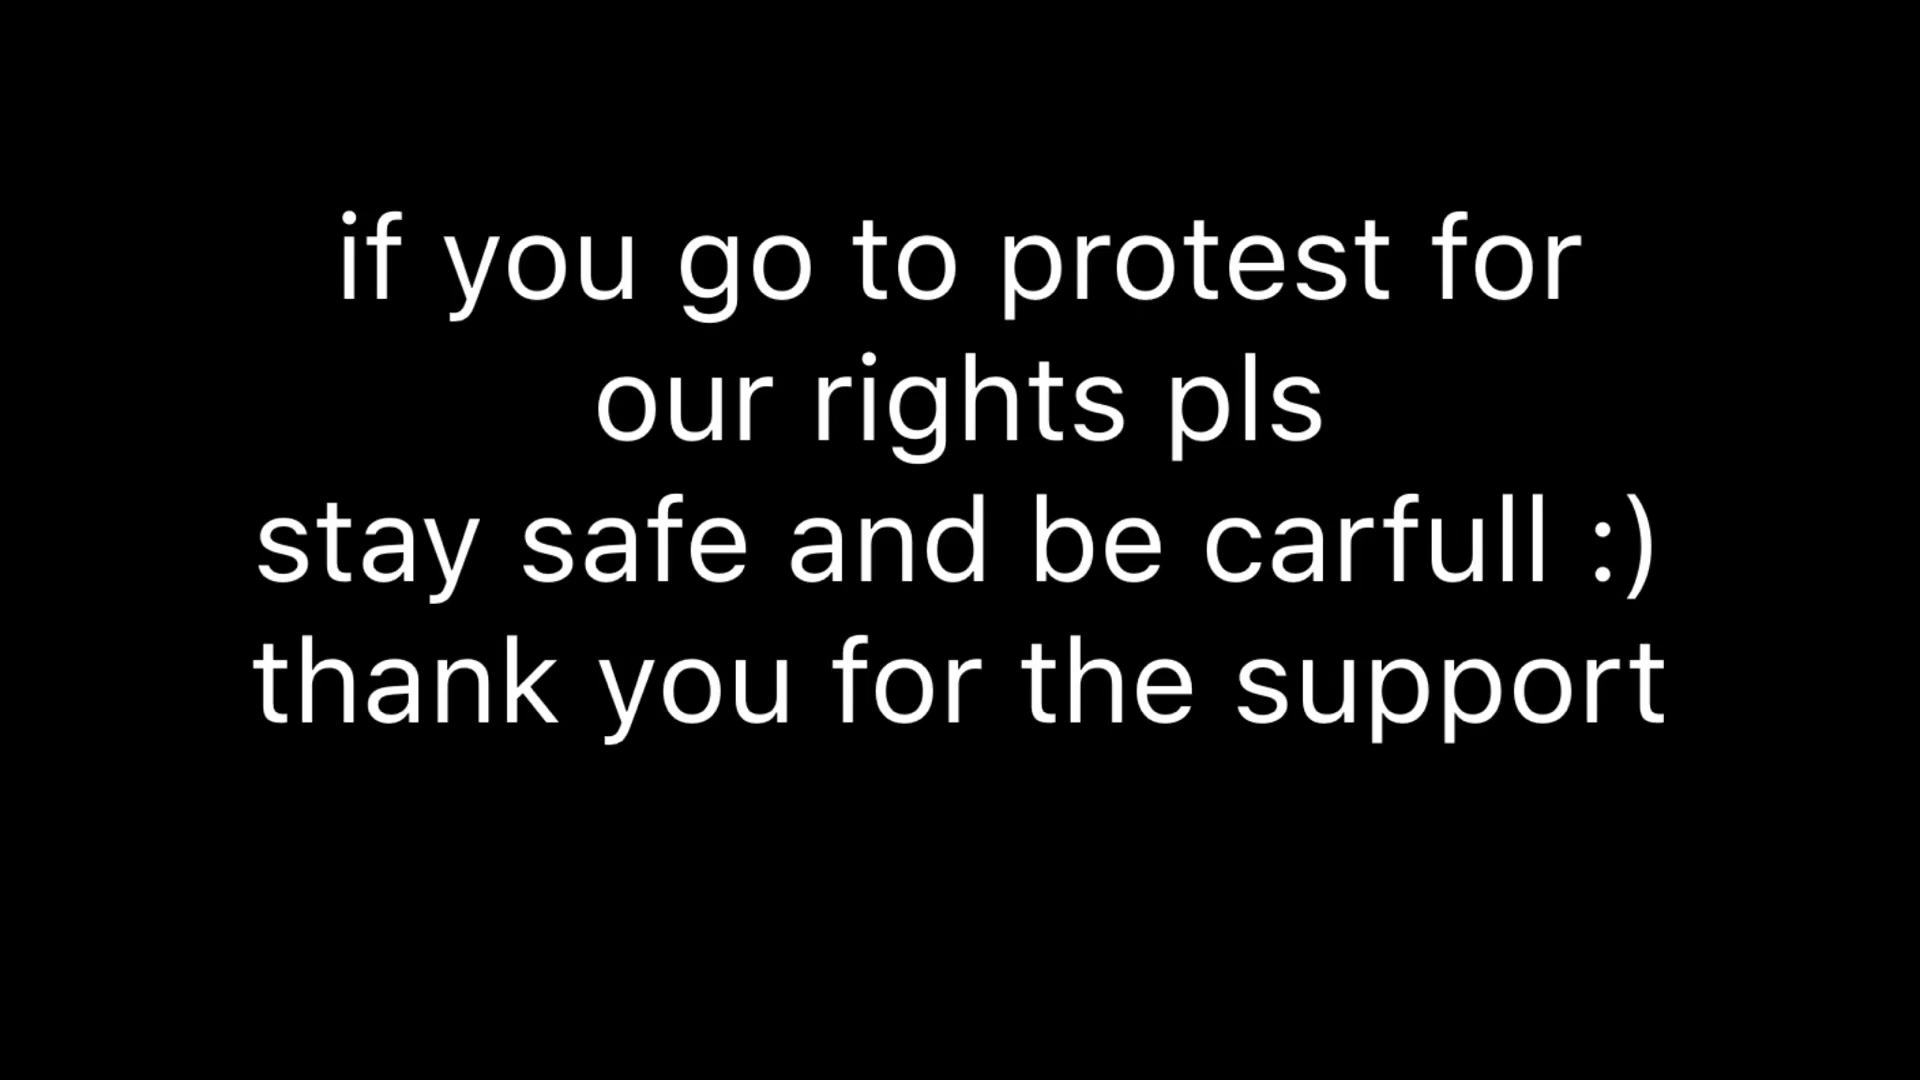 if you go to protest for
our rights pls
stay safe and be carfull :)
thank you for the support